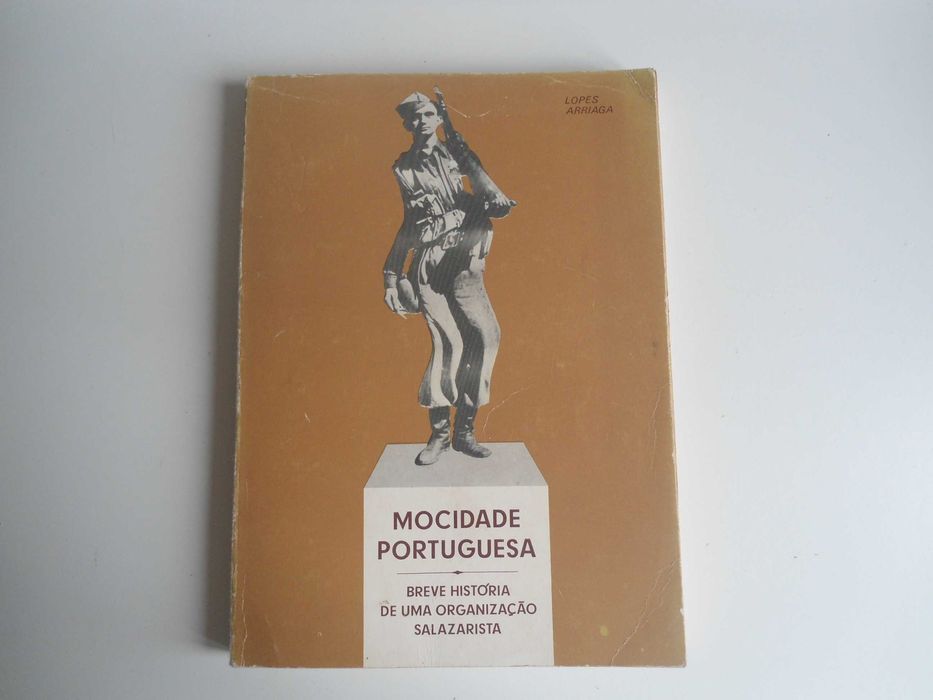 LOPES
ARRIAGA
MOCIDADE
PORTUGUESA
BREVE HISTÓRIA
DE UMA ORGANIZAÇÃO
SALAZARISTA